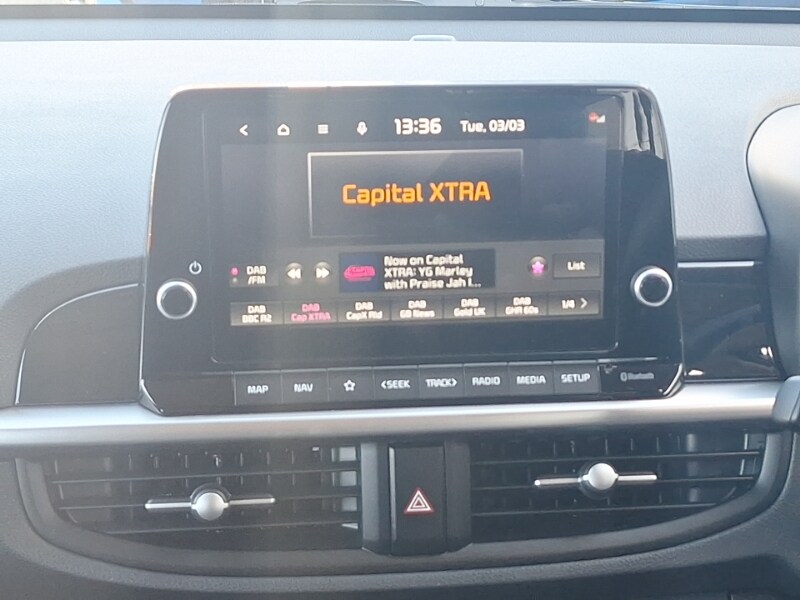 13:36 Tue, 03/03
Capital XTRA
DAB
/FM
Now on Capital
XTRA: YG Marley
with Praise Jah I...
List
DAB
BBC R2
DAB
Cap XTRA
DAB
CapX Rld
DAB
GB News
DAB
Gold UK
DAB
GHR 60s
1/4 >
MAP NAV <SEEK TRACK> RADIO MEDIA SETUP Bluetooth